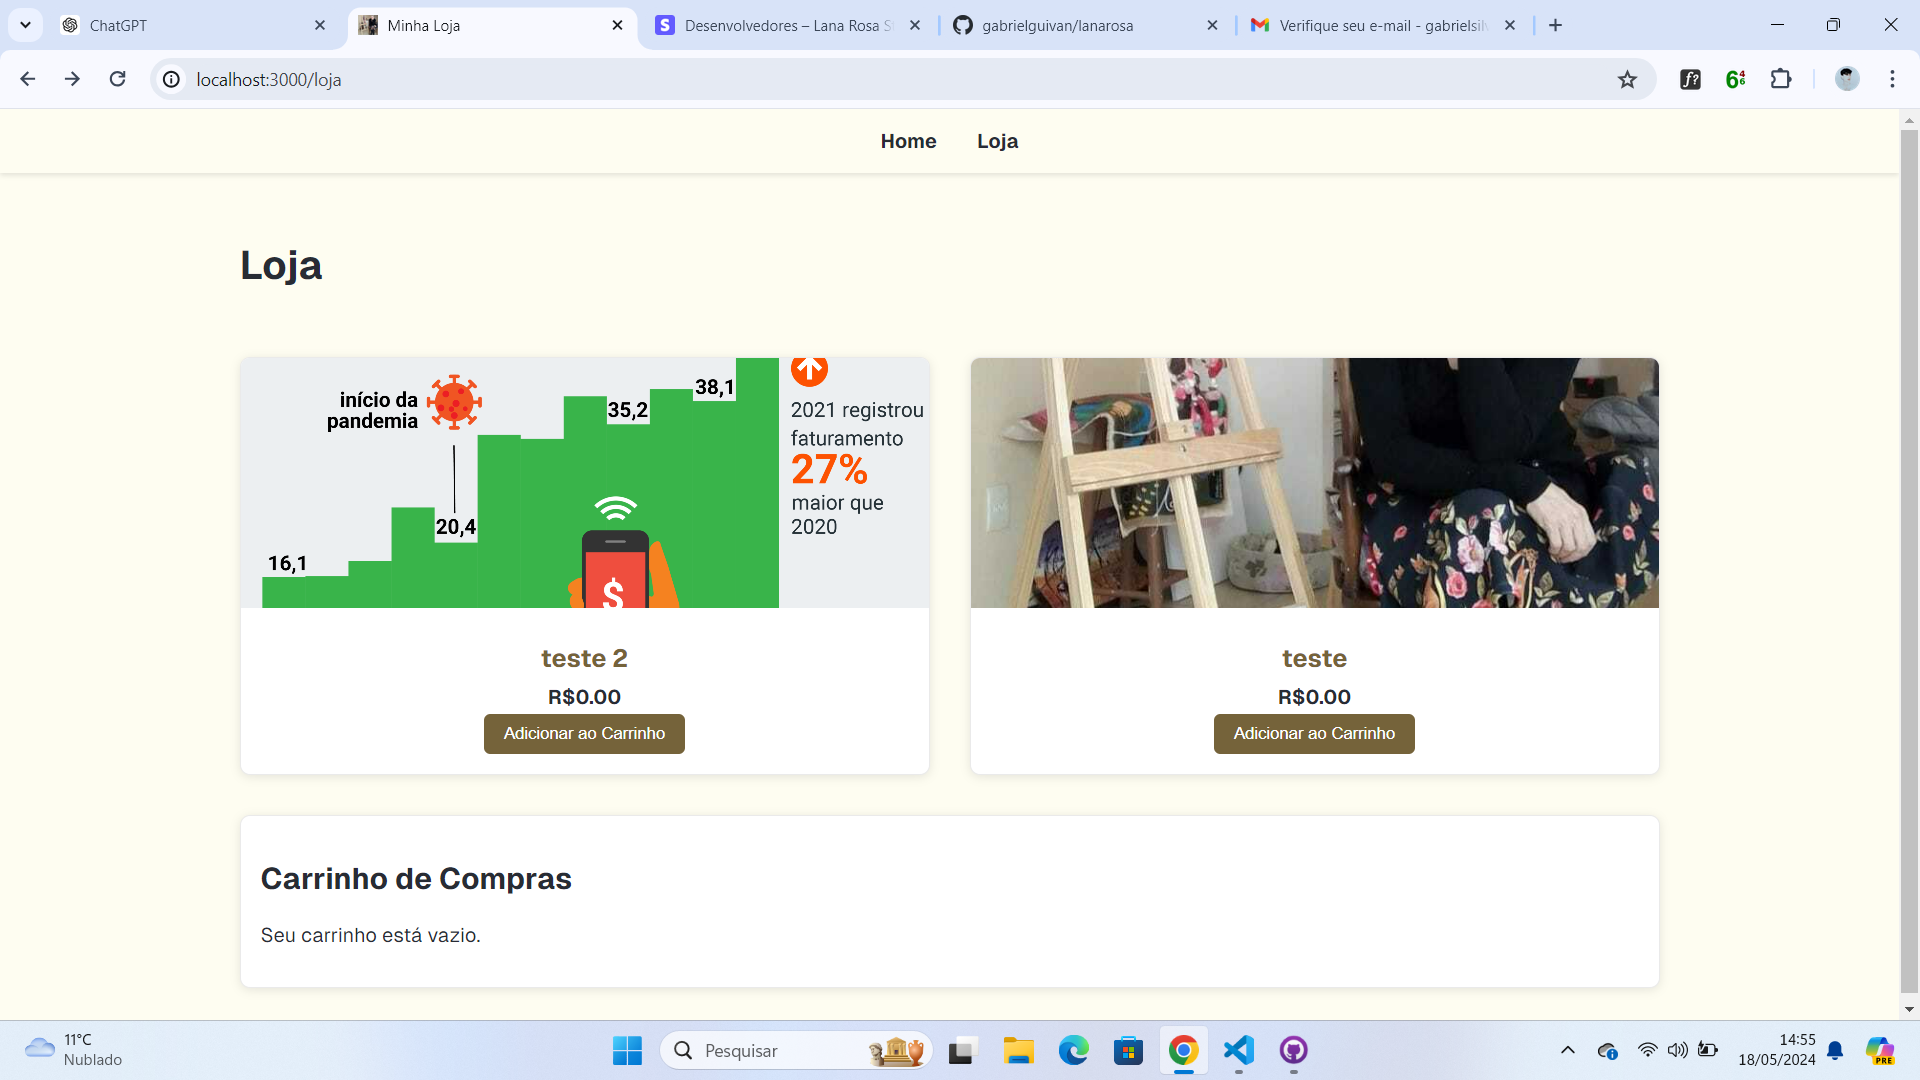 ChatGPT
Minha Loja
Desenvolvedores – Lana Rosa S
gabrielguivan/lanarosa
Verifique seu e-mail - gabrielsil
localhost:3000/loja
Home
Loja
Loja
início da
pandemia
16,1
20,4
35,2
38,1
$
2021 registrou
faturamento
27%
maior que
2020
teste 2
R$0.00
Adicionar ao Carrinho
teste
R$0.00
Adicionar ao Carrinho
Carrinho de Compras
Seu carrinho está vazio.
11°C
Nublado
Pesquisar
14:55
18/05/2024
PRE